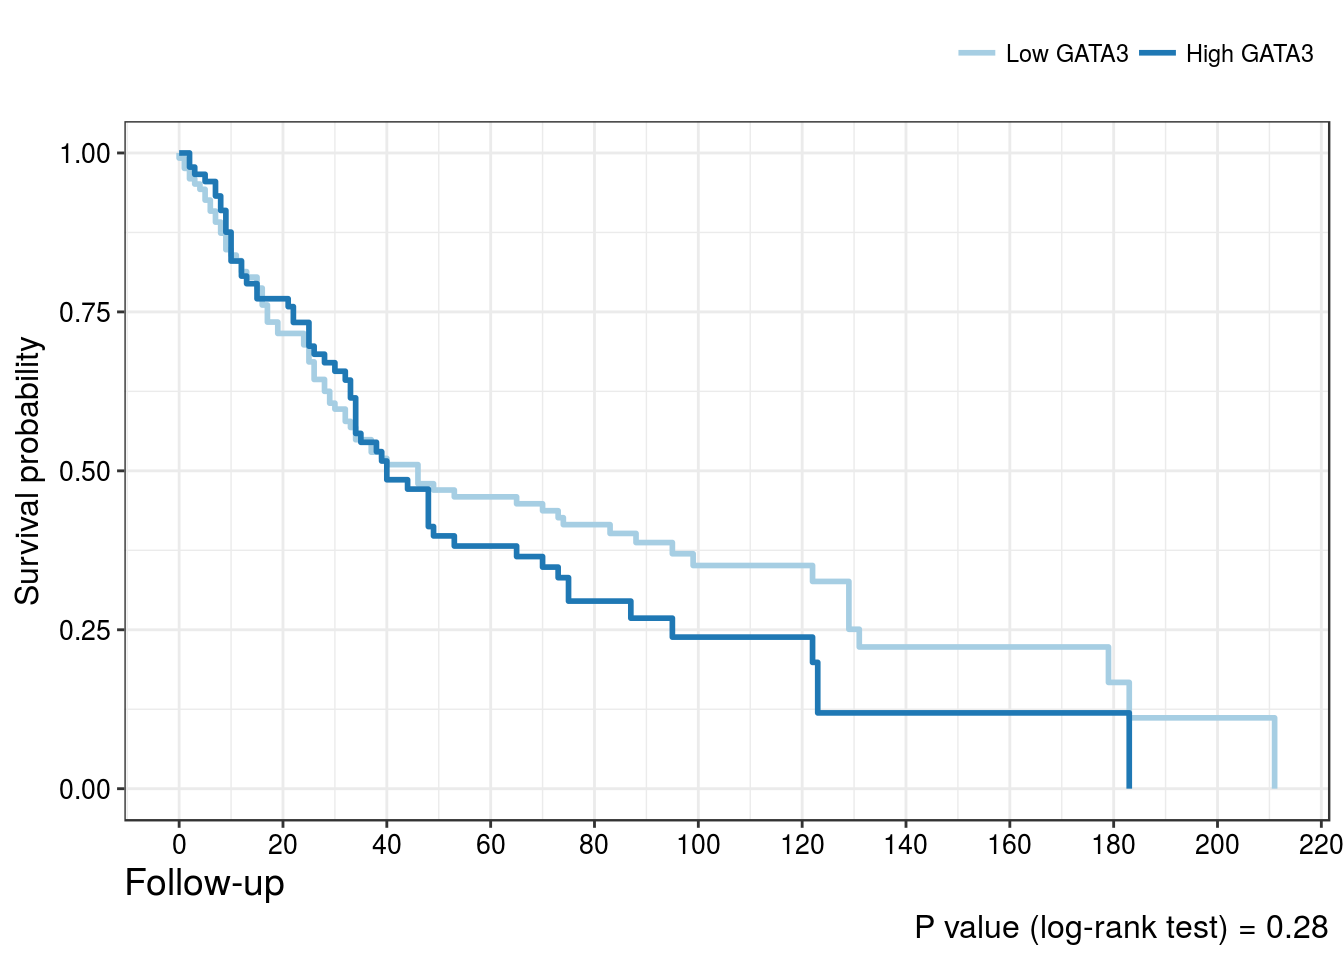 Low GATA3 High GATA3
1.00
0.75
0.50
0.25
0.00
Survival probability
0 20 40 60 80 100 120 140 160 180 200 220
Follow-up
P value (log-rank test) = 0.28